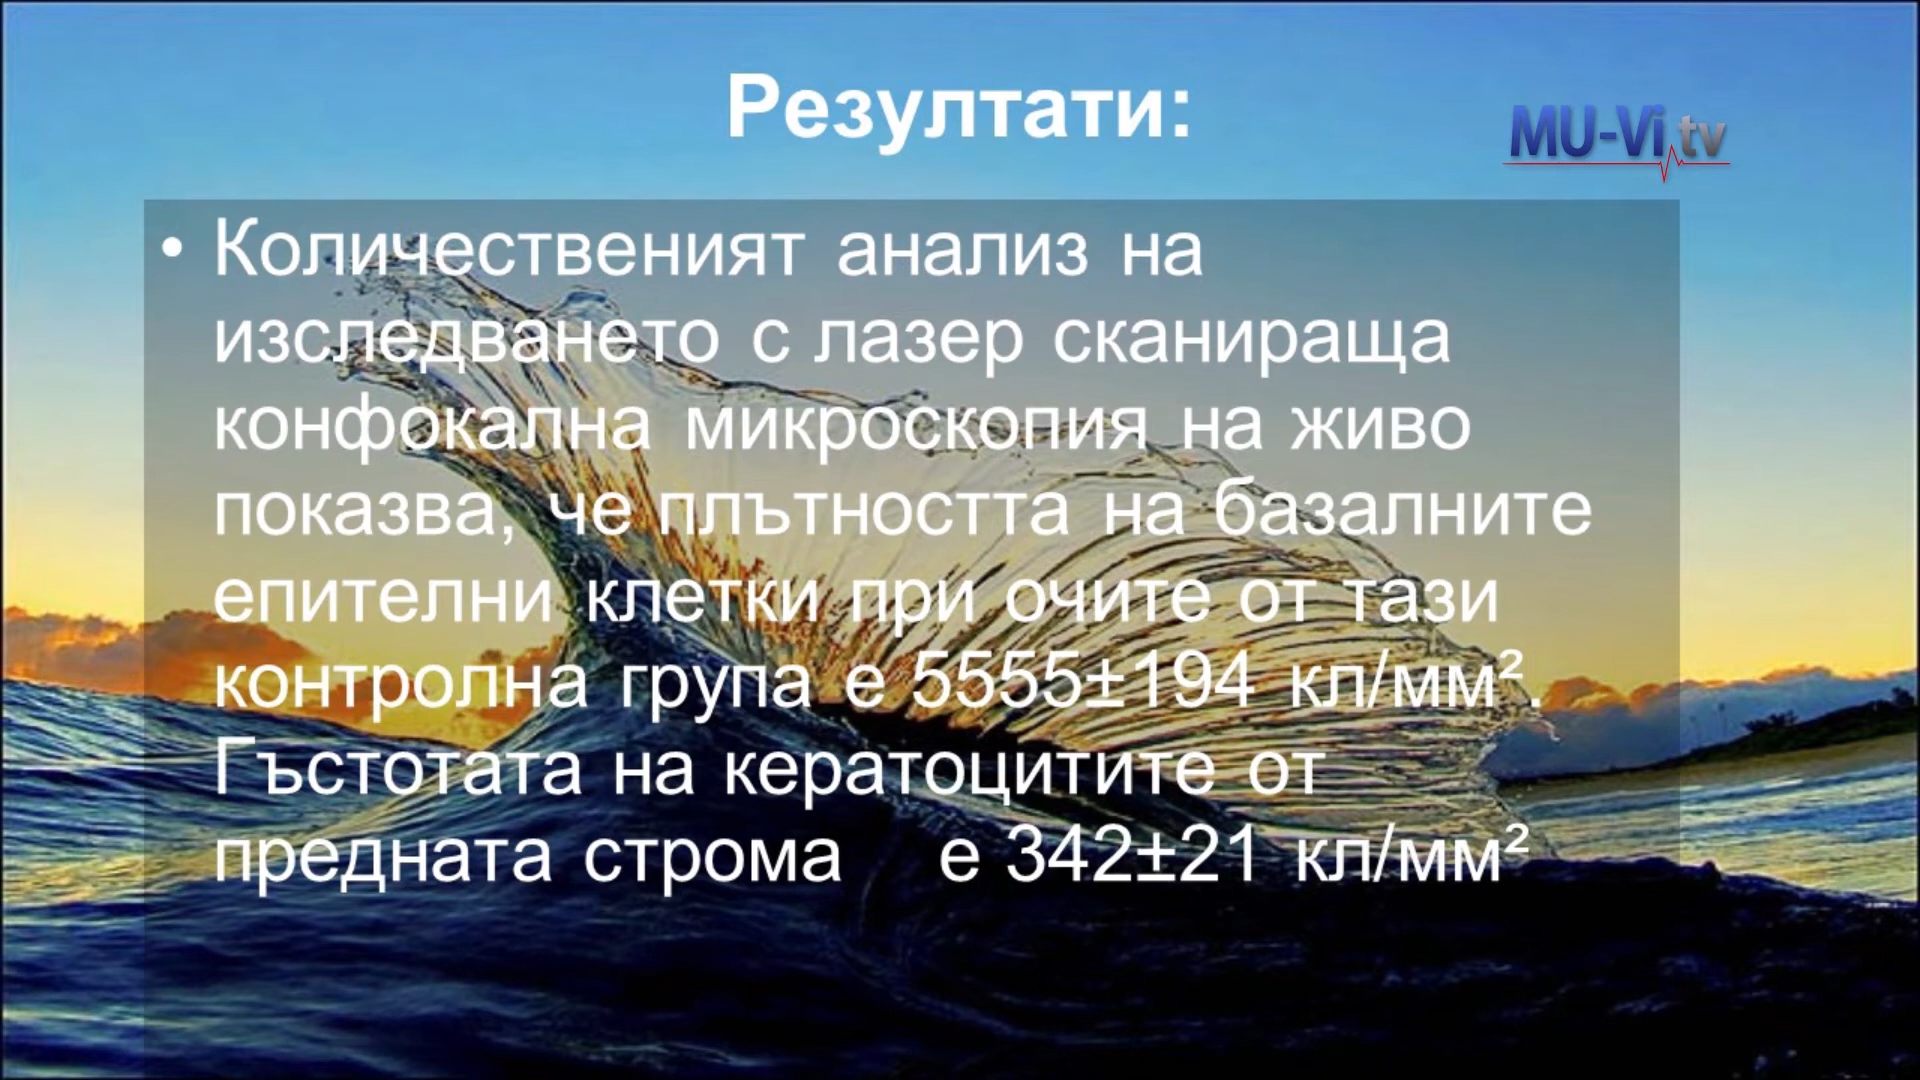 Резултати:
MU-Vi.tv
• Количественият анализ на
изследването с лазер сканираща
конфокална микроскопия на живо
показва, че плътността на базалните
епителни клетки при очите от тази
контролна група е 5555±194 кл/мм².
Гъстотата на кератоцитите от
предната строма е 342±21 кл/мм²